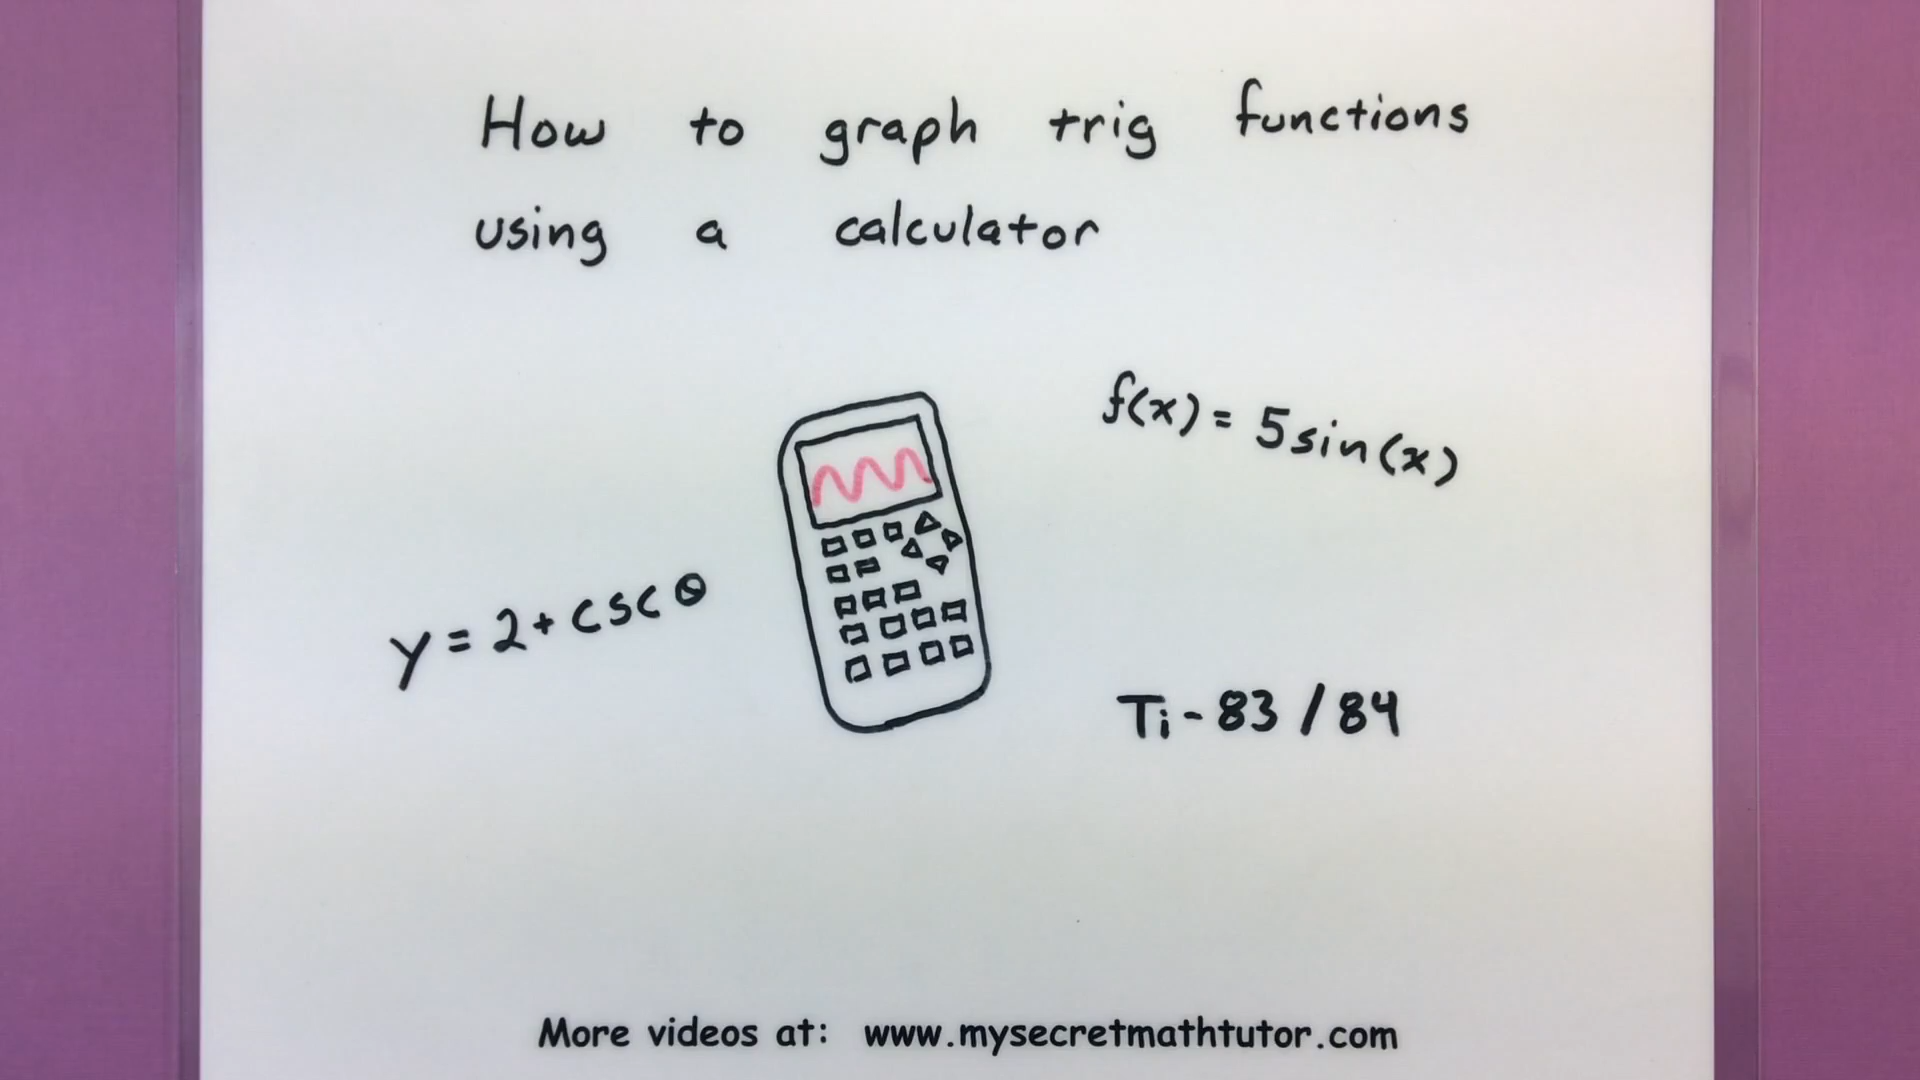 How to graph trig functions
using a calculator
f(x) = 5sin(x)
y = 2 + csc θ
Ti - 83 / 84
More videos at: www.mysecretmathtutor.com